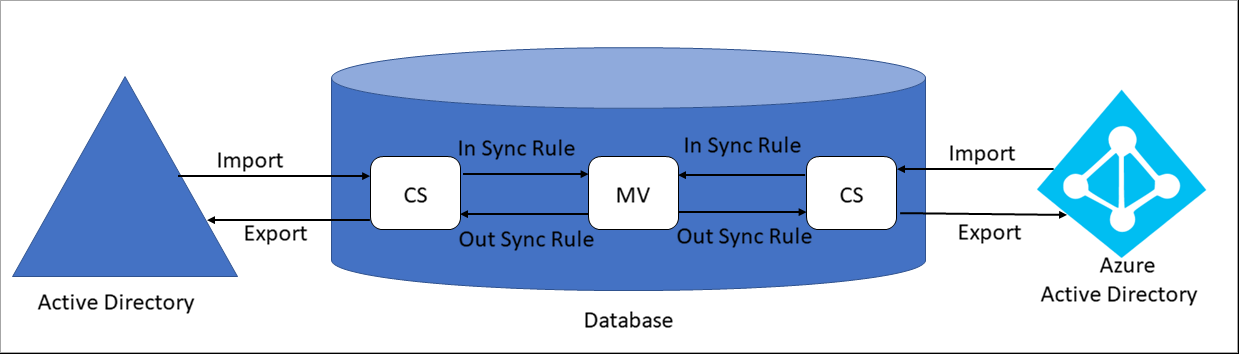 Import
Export
Active Directory
In Sync Rule
In Sync Rule
CS
MV
CS
Out Sync Rule
Out Sync Rule
Database
Import
Export
Azure
Active Directory